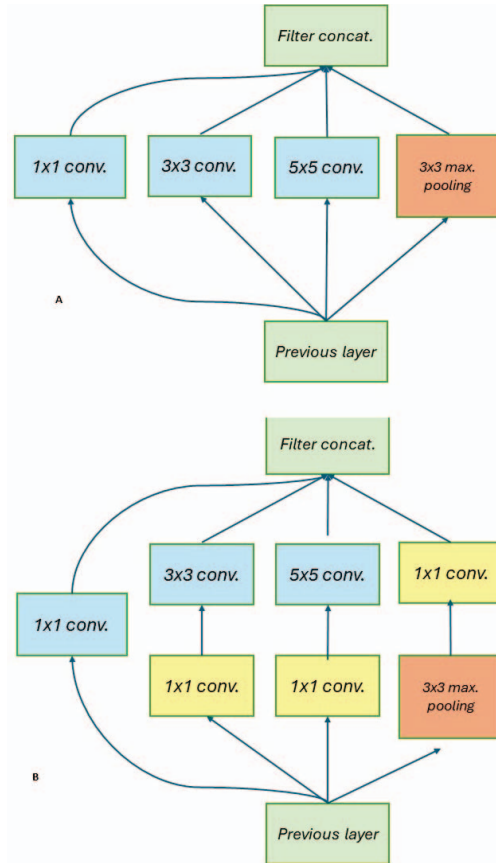 Filter concat.
1x1 conv.
3x3 conv.
5x5 conv.
3x3 max.
pooling
A
Previous layer
Filter concat.
3x3 conv.
5x5 conv.
1x1 conv.
1x1 conv.
1x1 conv.
1x1 conv.
3x3 max.
pooling
B
Previous layer